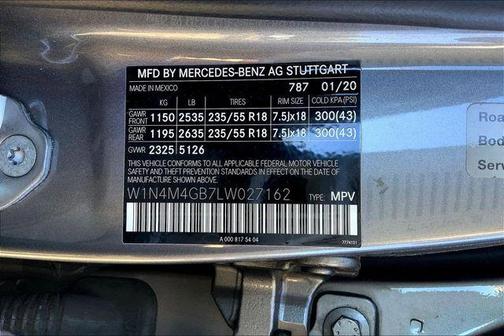 MFD BY MERCEDES-BENZ AG STUTTGART
MADE IN MEXICO 787 01/20
KG LB TIRES RIM SIZE COLD KPA(PSI)
GAWR FRONT 1150 2535 235/55 R18 7.5Jx18 300(43)
GAWR REAR 1195 2635 235/55 R18 7.5Jx18 300(43)
GVWR 2325 5126
THIS VEHICLE CONFORMS TO ALL APPLICABLE FEDERAL MOTOR VEHICLE
SAFETY AND THEFT PREVENTION STANDARDS IN EFFECT ON THE DATE OF
MANUFACTURE SHOWN ABOVE.
W1N4M4GB7LW027162 TYPE: MPV
A 000 817 54 04
Roa
Bod
Serv